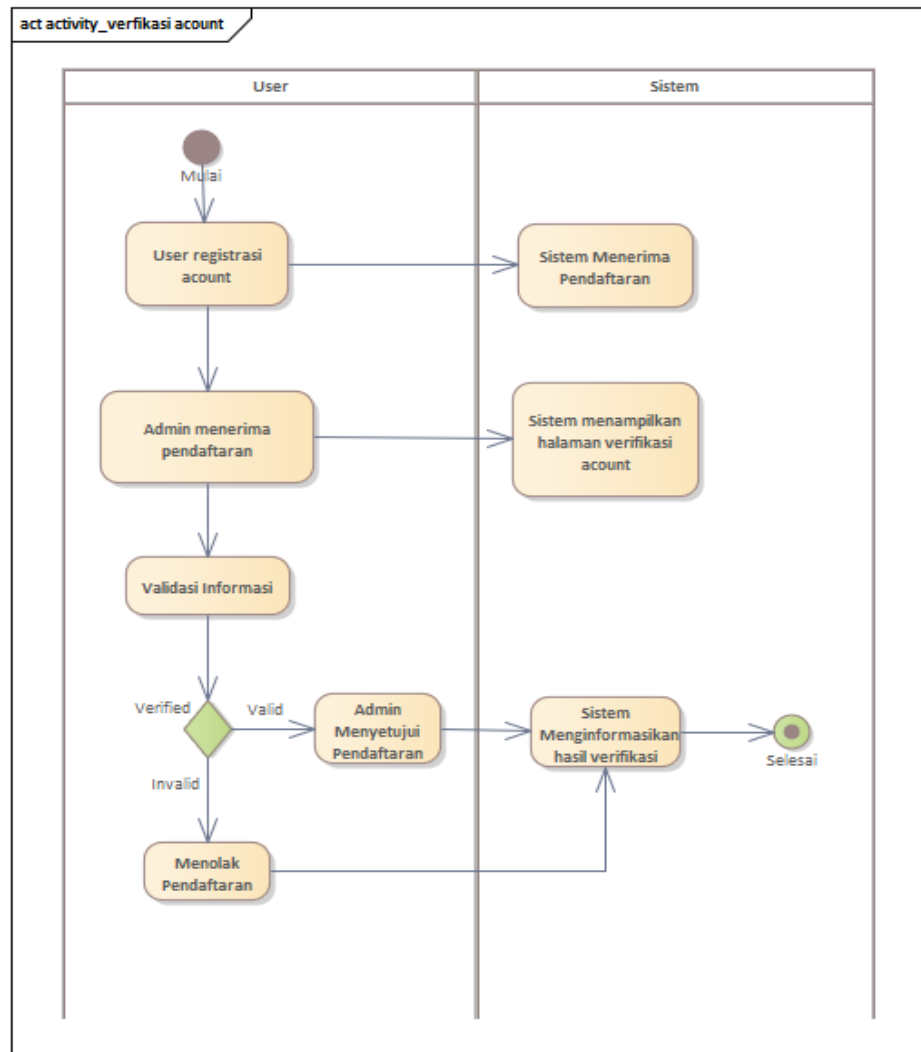 act activity_verfikasi acount
User
Sistem
Mulai
User registrasi
acount
Sistem Menerima
Pendaftaran
Admin menerima
pendaftaran
Sistem menampilkan
halaman verifikasi
acount
Validasi Informasi
Verified
Valid
Admin
Menyetujui
Pendaftaran
Sistem
Menginformasikan
hasil verifikasi
Selesai
Invalid
Menolak
Pendaftaran